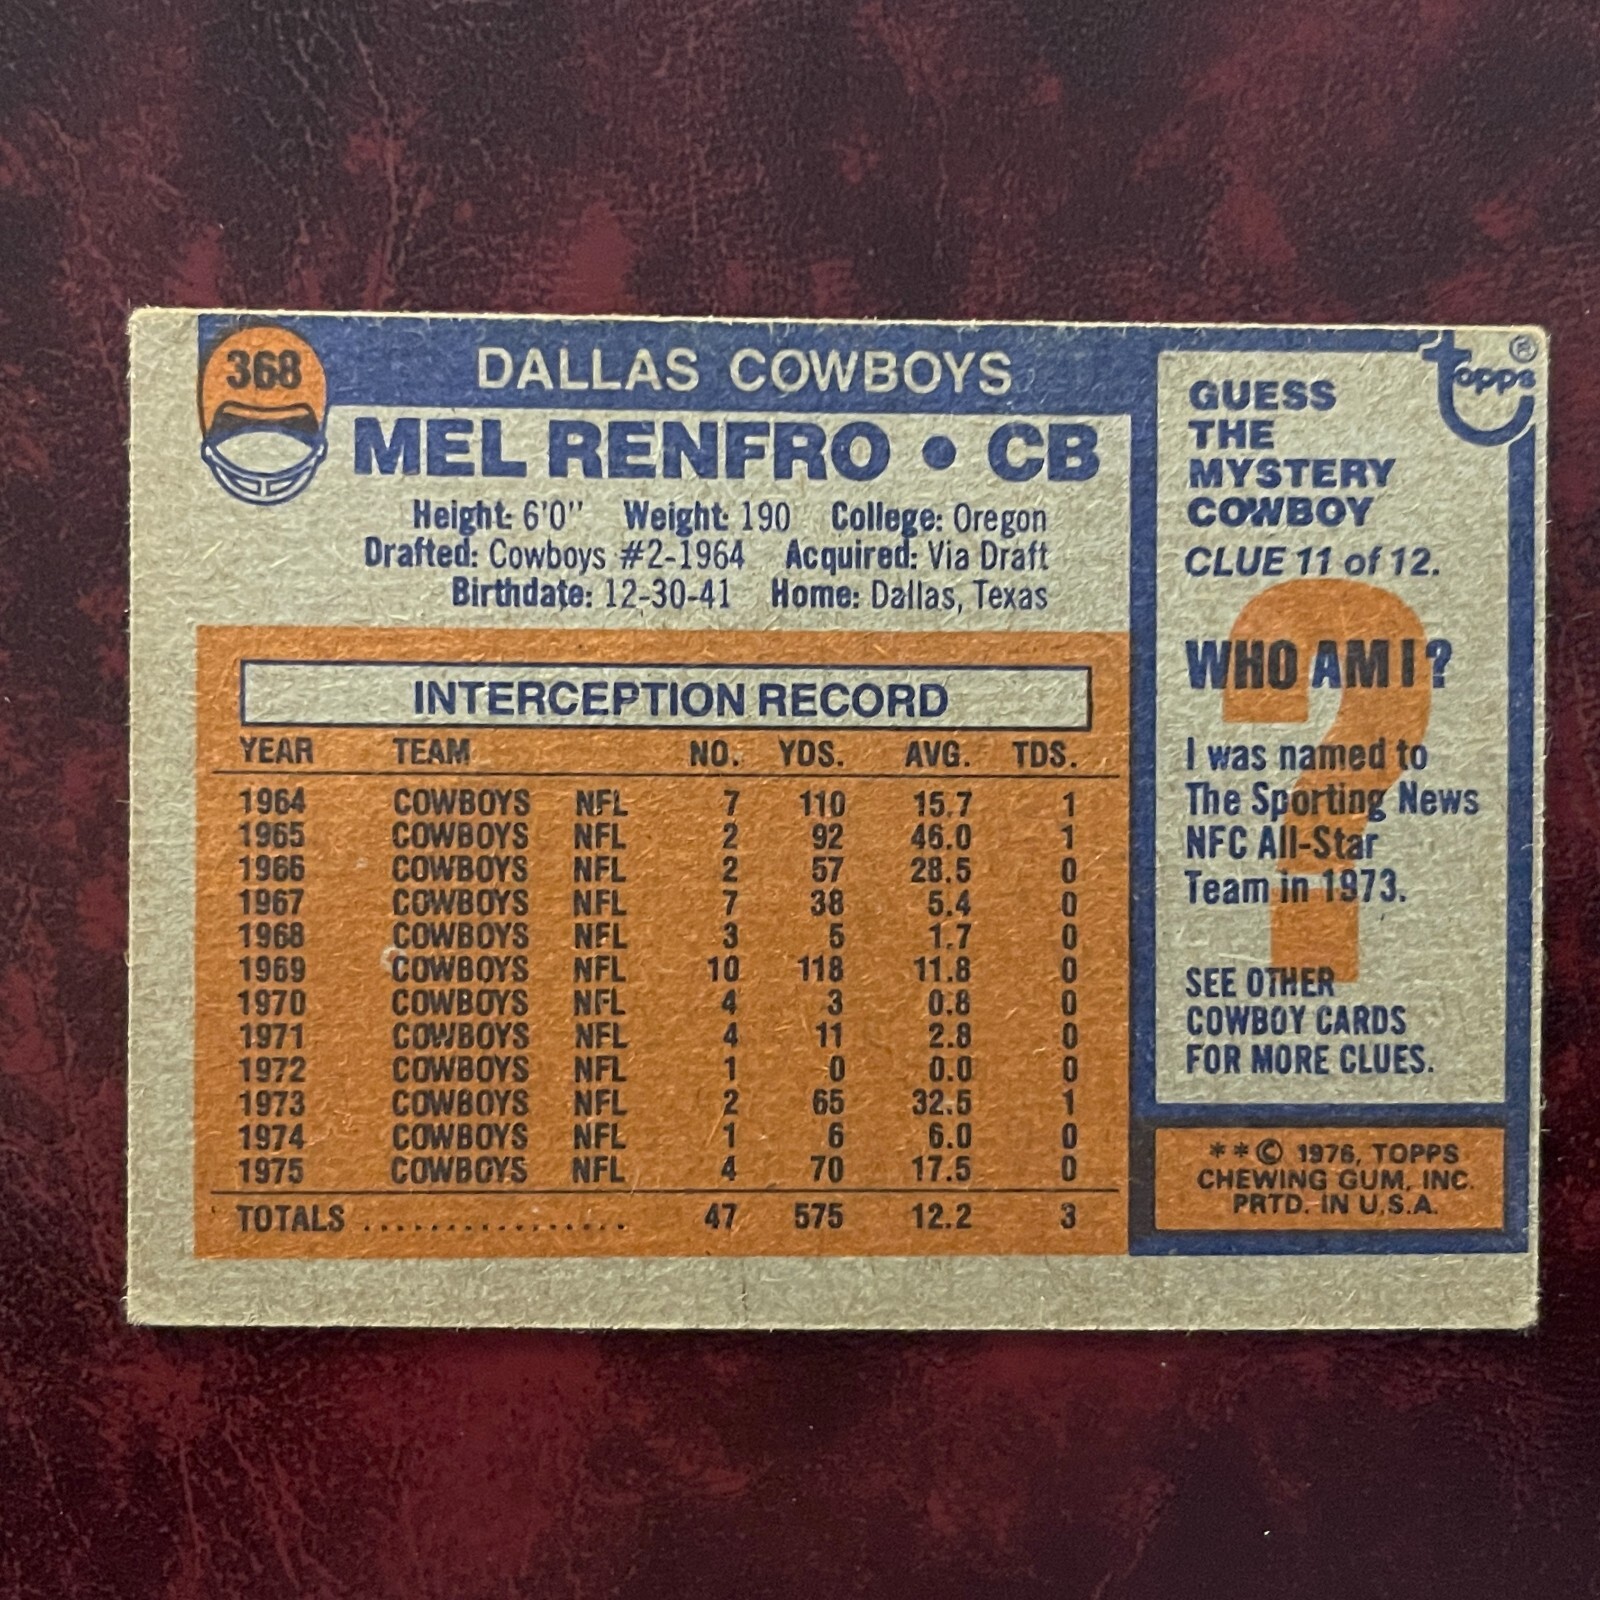 368
DALLAS COWBOYS
MEL RENFRO • CB
Height: 6'0" Weight: 190 College: Oregon
Drafted: Cowboys #2-1964 Acquired: Via Draft
Birthdate: 12-30-41 Home: Dallas, Texas
INTERCEPTION RECORD
YEAR TEAM NO. YDS. AVG. TDS.
1964 COWBOYS NFL 7 110 15.7 1
1965 COWBOYS NFL 2 92 46.0 1
1966 COWBOYS NFL 2 57 28.5 0
1967 COWBOYS NFL 7 38 5.4 0
1968 COWBOYS NFL 3 5 1.7 0
1969 COWBOYS NFL 10 118 11.8 0
1970 COWBOYS NFL 4 3 0.8 0
1971 COWBOYS NFL 4 11 2.8 0
1972 COWBOYS NFL 1 0 0.0 0
1973 COWBOYS NFL 2 65 32.5 1
1974 COWBOYS NFL 1 6 6.0 0
1975 COWBOYS NFL 4 70 17.5 0
TOTALS ................ 47 575 12.2 3
topps ®
GUESS
THE
MYSTERY
COWBOY
CLUE 11 of 12.
WHO AM I?
I was named to
The Sporting News
NFC All-Star
Team in 1973.
SEE OTHER
COWBOY CARDS
FOR MORE CLUES.
**© 1976, TOPPS
CHEWING GUM, INC.
PRTD. IN U.S.A.